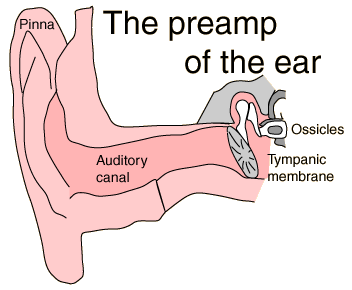 Pinna
The preamp
of the ear
Ossicles
Auditory
canal
Tympanic
membrane